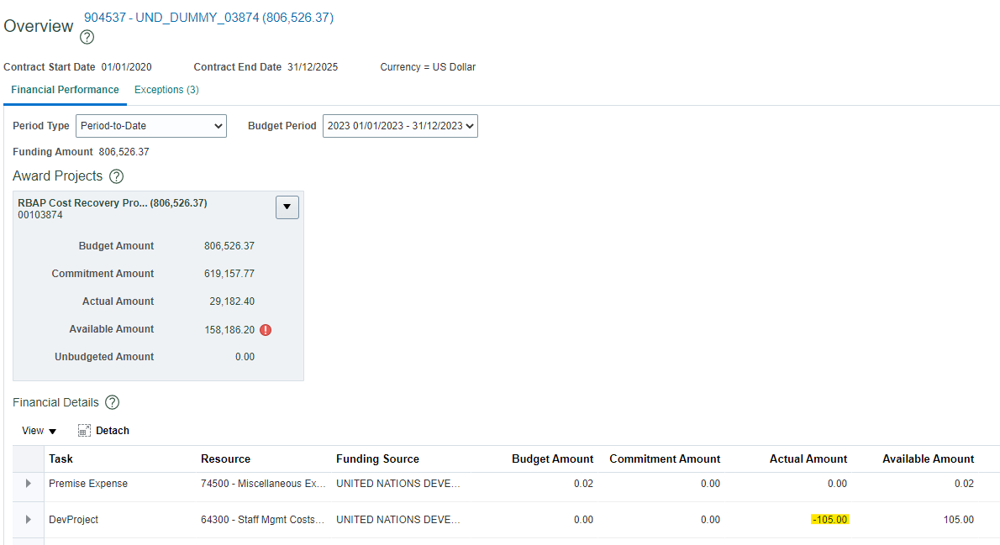 Overview 904537 - UND_DUMMY_03874 (806,526.37)
?
Contract Start Date 01/01/2020 Contract End Date 31/12/2025 Currency = US Dollar
Financial Performance Exceptions (3)
Period Type Period-to-Date Budget Period 2023 01/01/2023 - 31/12/2023
Funding Amount 806,526.37
Award Projects ?
RBAP Cost Recovery Pro... (806,526.37)
00103874
Budget Amount 806,526.37
Commitment Amount 619,157.77
Actual Amount 29,182.40
Available Amount 158,186.20 !
Unbudgeted Amount 0.00
Financial Details ?
View Detach
Task Resource Funding Source Budget Amount Commitment Amount Actual Amount Available Amount
Premise Expense 74500 - Miscellaneous Ex... UNITED NATIONS DEVE... 0.02 0.00 0.00 0.02
DevProject 64300 - Staff Mgmt Costs... UNITED NATIONS DEVE... 0.00 0.00 -105.00 105.00